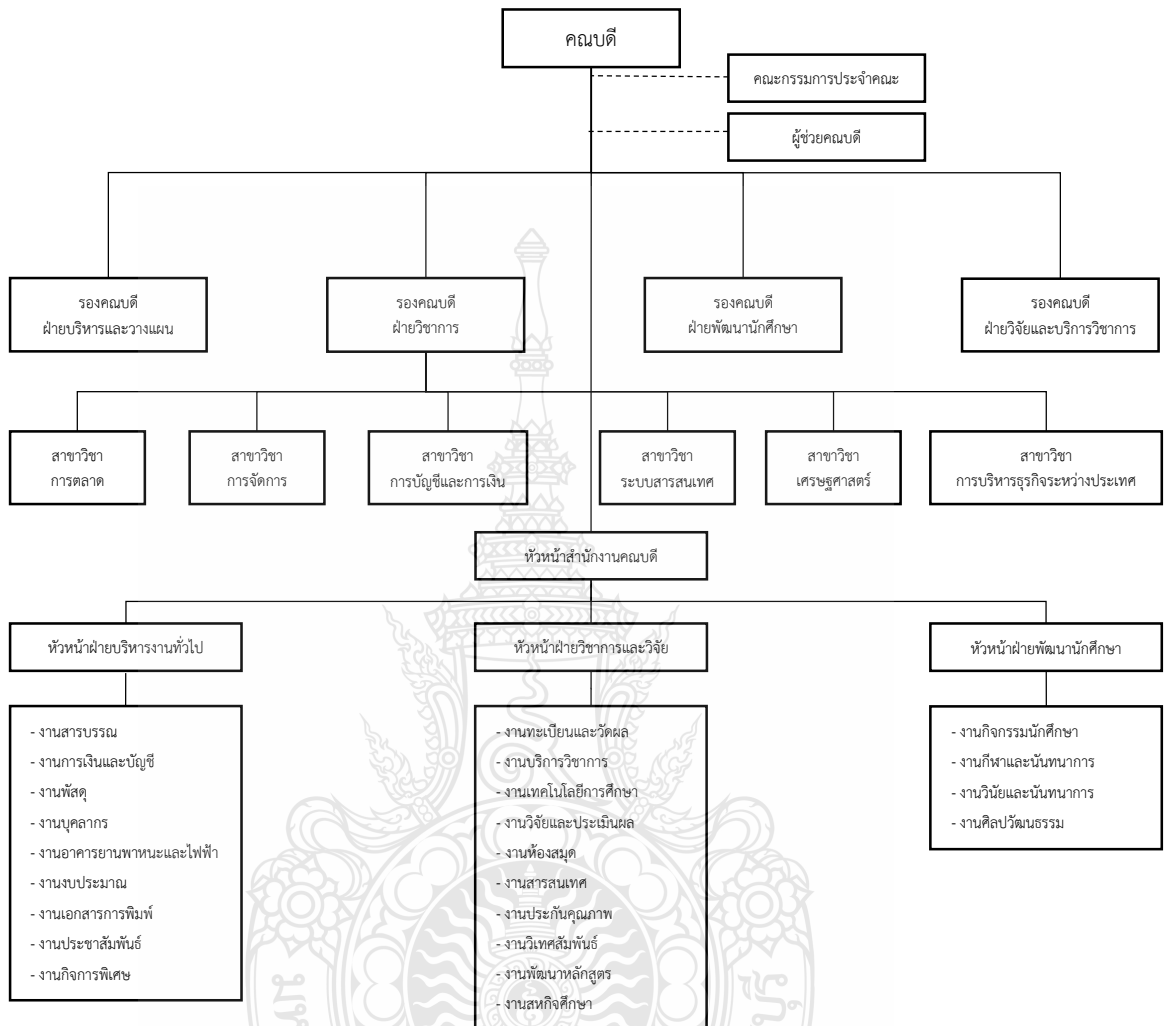 คณบดี
คณะกรรมการประจำคณะ
ผู้ช่วยคณบดี
รองคณบดี
ฝ่ายบริหารและวางแผน
รองคณบดี
ฝ่ายวิชาการ
รองคณบดี
ฝ่ายพัฒนานักศึกษา
รองคณบดี
ฝ่ายวิจัยและบริการวิชาการ
สาขาวิชา
การตลาด
สาขาวิชา
การจัดการ
สาขาวิชา
การบัญชีและการเงิน
สาขาวิชา
ระบบสารสนเทศ
สาขาวิชา
เศรษฐศาสตร์
สาขาวิชา
การบริหารธุรกิจระหว่างประเทศ
หัวหน้าสำนักงานคณบดี
หัวหน้าฝ่ายบริหารงานทั่วไป
หัวหน้าฝ่ายวิชาการและวิจัย
หัวหน้าฝ่ายพัฒนานักศึกษา
- งานสารบรรณ
- งานการเงินและบัญชี
- งานพัสดุ
- งานบุคลากร
- งานอาคารยานพาหนะและไฟฟ้า
- งานงบประมาณ
- งานเอกสารการพิมพ์
- งานประชาสัมพันธ์
- งานกิจการพิเศษ
- งานทะเบียนและวัดผล
- งานบริการวิชาการ
- งานเทคโนโลยีการศึกษา
- งานวิจัยและประเมินผล
- งานห้องสมุด
- งานสารสนเทศ
- งานประกันคุณภาพ
- งานวิเทศสัมพันธ์
- งานพัฒนาหลักสูตร
- งานสหกิจศึกษา
- งานกิจกรรมนักศึกษา
- งานกีฬาและนันทนาการ
- งานวินัยและนันทนาการ
- งานศิลปวัฒนธรรม